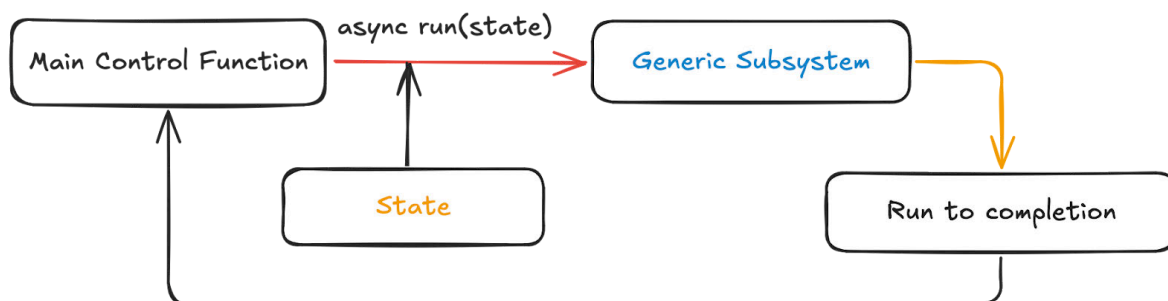 async run(state)
Main Control Function
Generic Subsystem
State
Run to completion